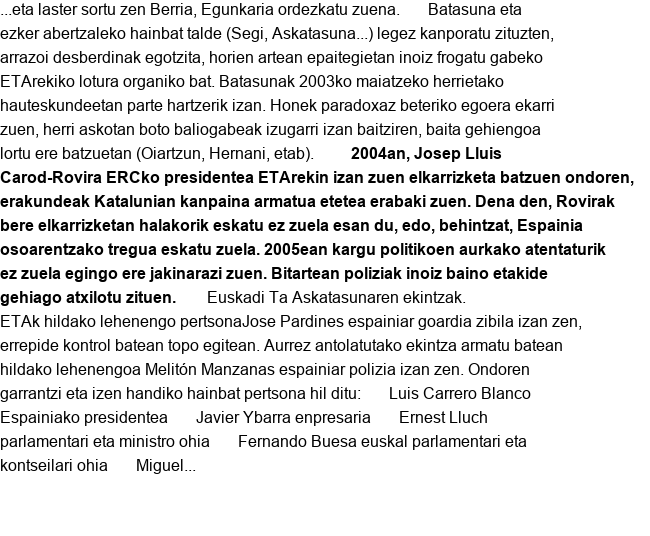 ...eta laster sortu zen Berria, Egunkaria ordezkatu zuena. Batasuna eta
ezker abertzaleko hainbat talde (Segi, Askatasuna...) legez kanporatu zituzten,
arrazoi desberdinak egotzita, horien artean epaitegietan inoiz frogatu gabeko
ETArekiko lotura organiko bat. Batasunak 2003ko maiatzeko herrietako
hauteskundeetan parte hartzerik izan. Honek paradoxaz beteriko egoera ekarri
zuen, herri askotan boto baliogabeak izugarri izan baitziren, baita gehiengoa
lortu ere batzuetan (Oiartzun, Hernani, etab). 2004an, Josep Lluis
Carod-Rovira ERCko presidentea ETArekin izan zuen elkarrizketa batzuen ondoren,
erakundeak Katalunian kanpaina armatua etetea erabaki zuen. Dena den, Rovirak
bere elkarrizketan halakorik eskatu ez zuela esan du, edo, behintzat, Espainia
osoarentzako tregua eskatu zuela. 2005ean kargu politikoen aurkako atentaturik
ez zuela egingo ere jakinarazi zuen. Bitartean poliziak inoiz baino etakide
gehiago atxilotu zituen. Euskadi Ta Askatasunaren ekintzak.
ETAk hildako lehenengo pertsonaJose Pardines espainiar goardia zibila izan zen,
errepide kontrol batean topo egitean. Aurrez antolatutako ekintza armatu batean
hildako lehenengoa Melitón Manzanas espainiar polizia izan zen. Ondoren
garrantzi eta izen handiko hainbat pertsona hil ditu: Luis Carrero Blanco
Espainiako presidentea Javier Ybarra enpresaria Ernest Lluch
parlamentari eta ministro ohia Fernando Buesa euskal parlamentari eta
kontseilari ohia Miguel...